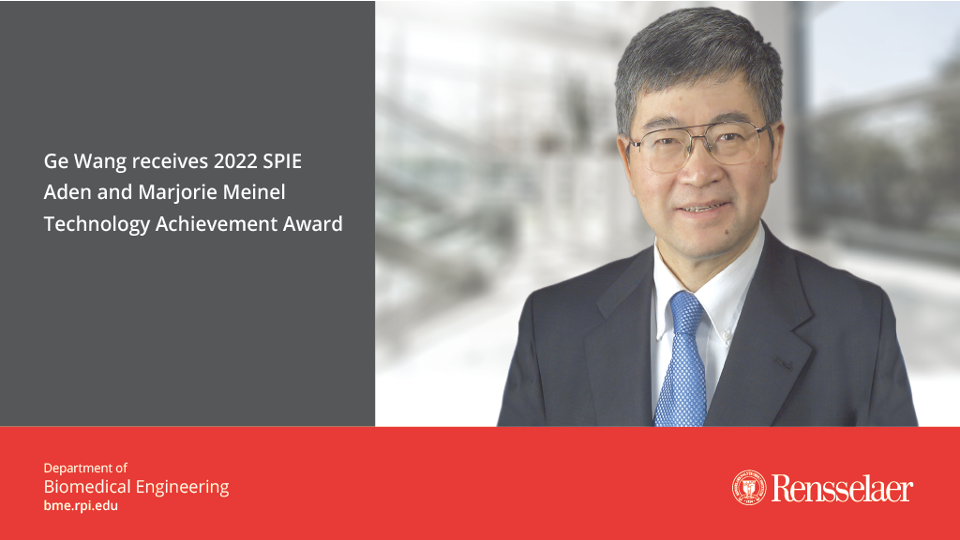 Ge Wang receives 2022 SPIE
Aden and Marjorie Meinel
Technology Achievement Award
Department of
Biomedical Engineering
bme.rpi.edu
Rensselaer